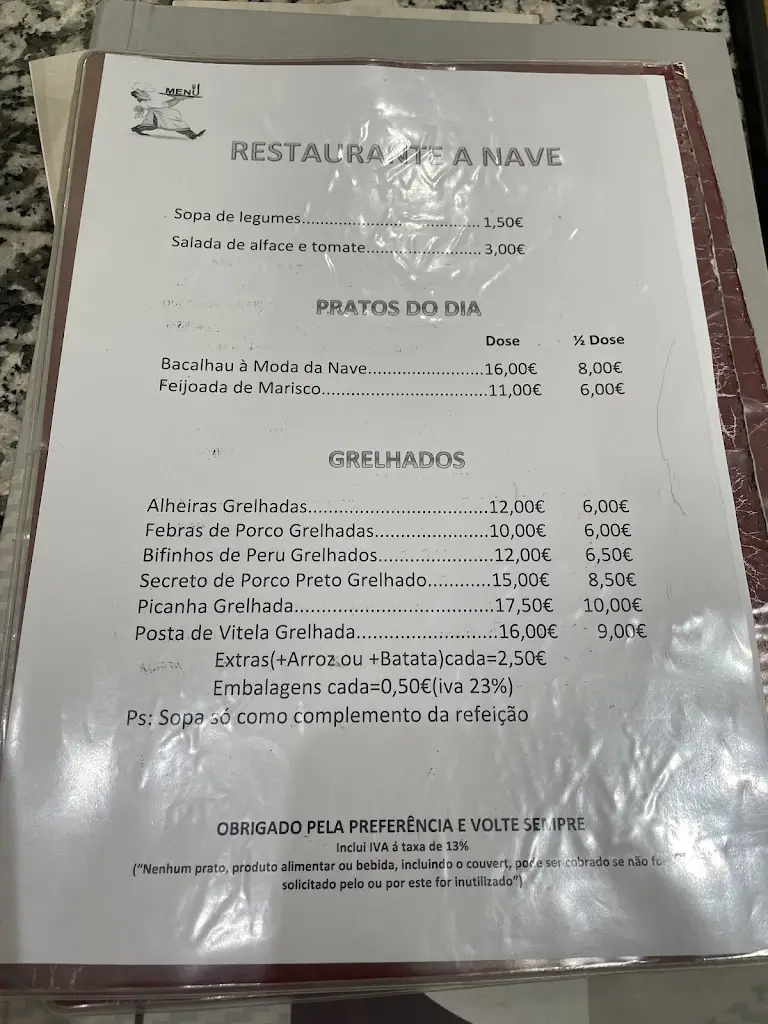 MENU
RESTAURANTE A NAVE
Sopa de legumes........................................1,50€
Salada de alface e tomate........................3,00€
PRATOS DO DIA
Dose ½ Dose
Bacalhau à Moda da Nave........................16,00€ 8,00€
Feijoada de Marisco..................................11,00€ 6,00€
GRELHADOS
Alheiras Grelhadas....................................12,00€ 6,00€
Febras de Porco Grelhadas.......................10,00€ 6,00€
Bifinhos de Peru Grelhados.......................12,00€ 6,50€
Secreto de Porco Preto Grelhado.............15,00€ 8,50€
Picanha Grelhada.......................................17,50€ 10,00€
Posta de Vitela Grelhada...........................16,00€ 9,00€
Extras(+Arroz ou +Batata)cada=2,50€
Embalagens cada=0,50€(iva 23%)
Ps: Sopa só como complemento da refeição
OBRIGADO PELA PREFERÊNCIA E VOLTE SEMPRE
Inclui IVA á taxa de 13%
("Nenhum prato, produto alimentar ou bebida, incluindo o couvert, pode ser cobrado se não for
solicitado pelo ou por este for inutilizado")